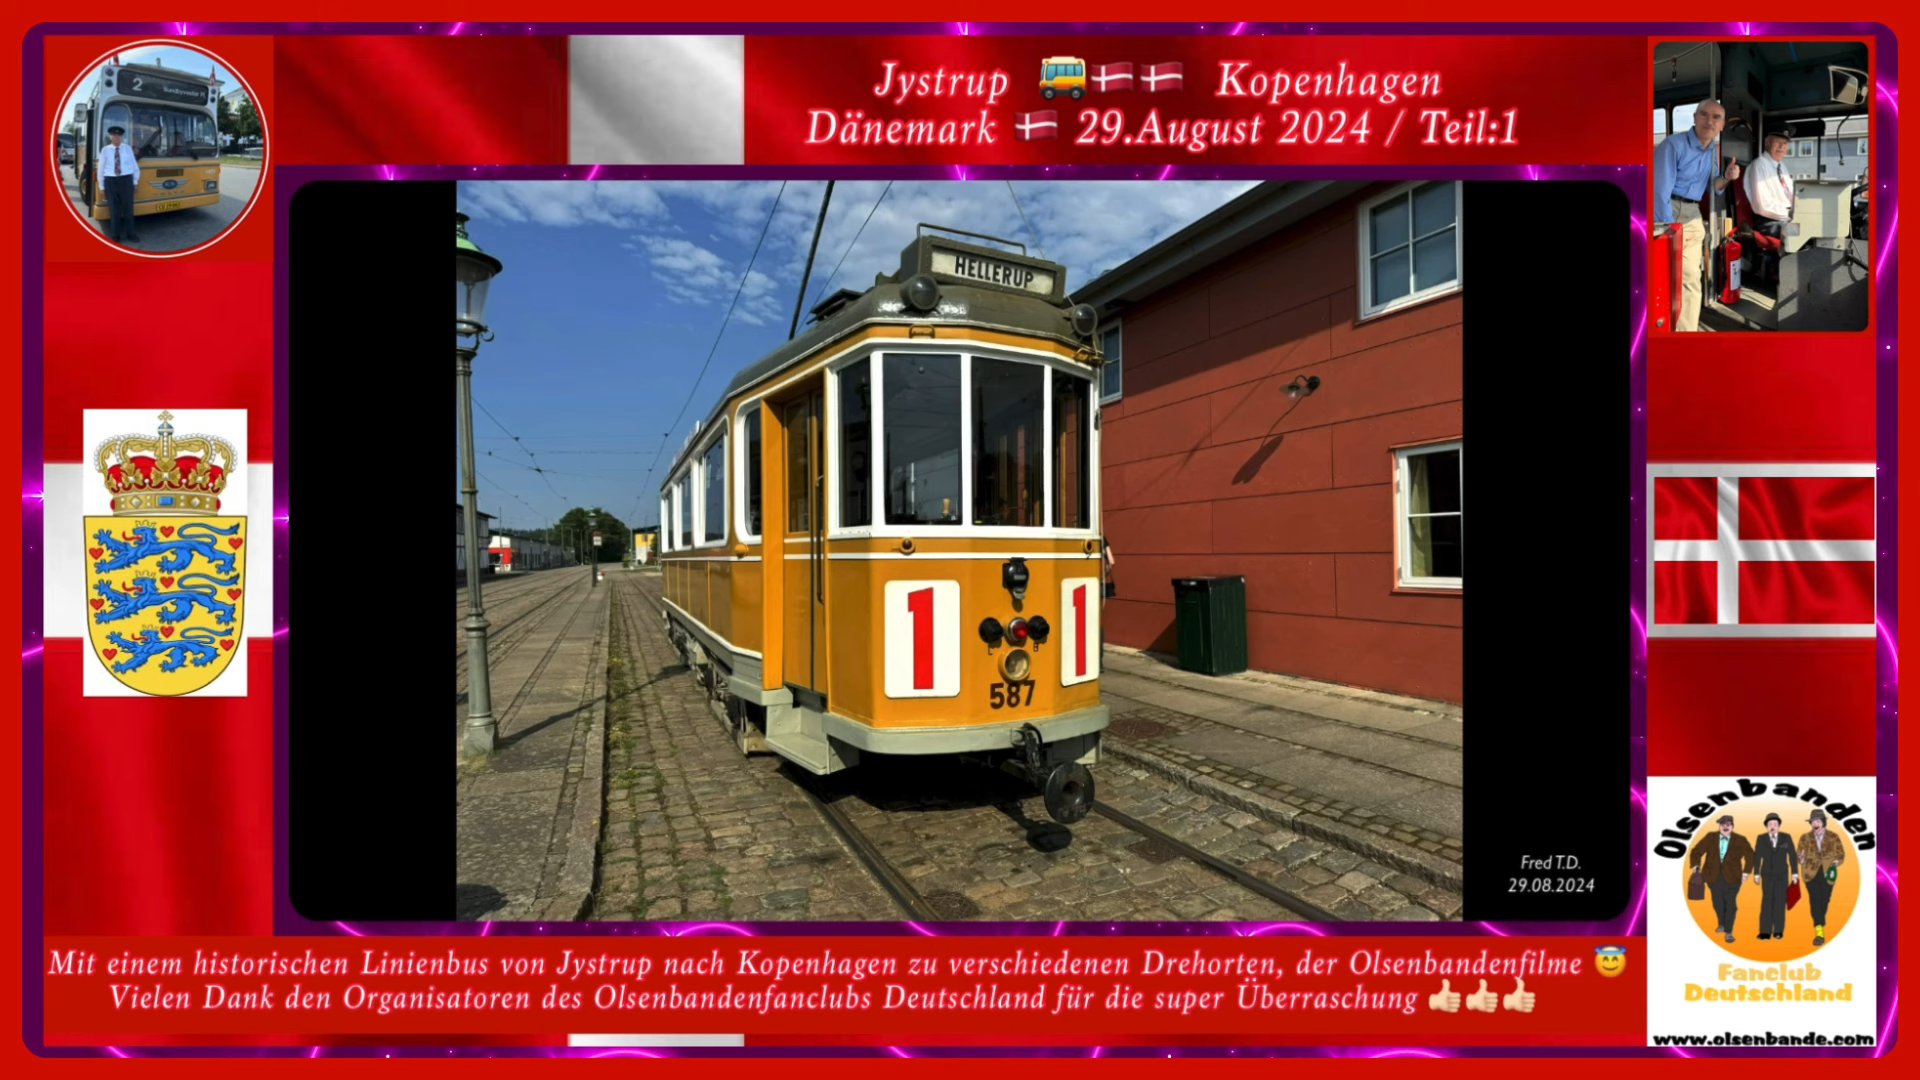 Jystrup 🚌🇩🇰🇩🇰 Kopenhagen
Dänemark 🇩🇰 29.August 2024 / Teil:1
2
HELLERUP
1
1
587
Fred T.D.
29.08.2024
Olsenbanden
Fanclub
Deutschland
www.olsenbande.com
Mit einem historischen Linienbus von Jystrup nach Kopenhagen zu verschiedenen Drehorten, der Olsenbandenfilme 😇
Vielen Dank den Organisatoren des Olsenbandenfanclubs Deutschland für die super Überraschung 👍🏻👍🏻👍🏻